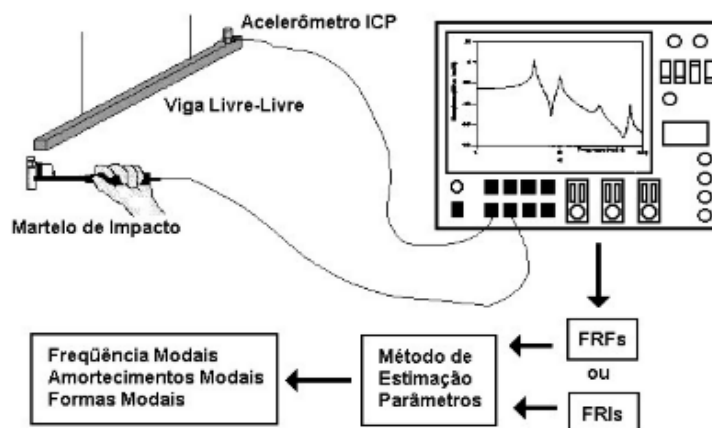 Acelerômetro ICP
Viga Livre-Livre
Martelo de Impacto
FRFs
ou
FRIs
Método de
Estimação
Parâmetros
Freqüência Modais
Amortecimentos Modais
Formas Modais